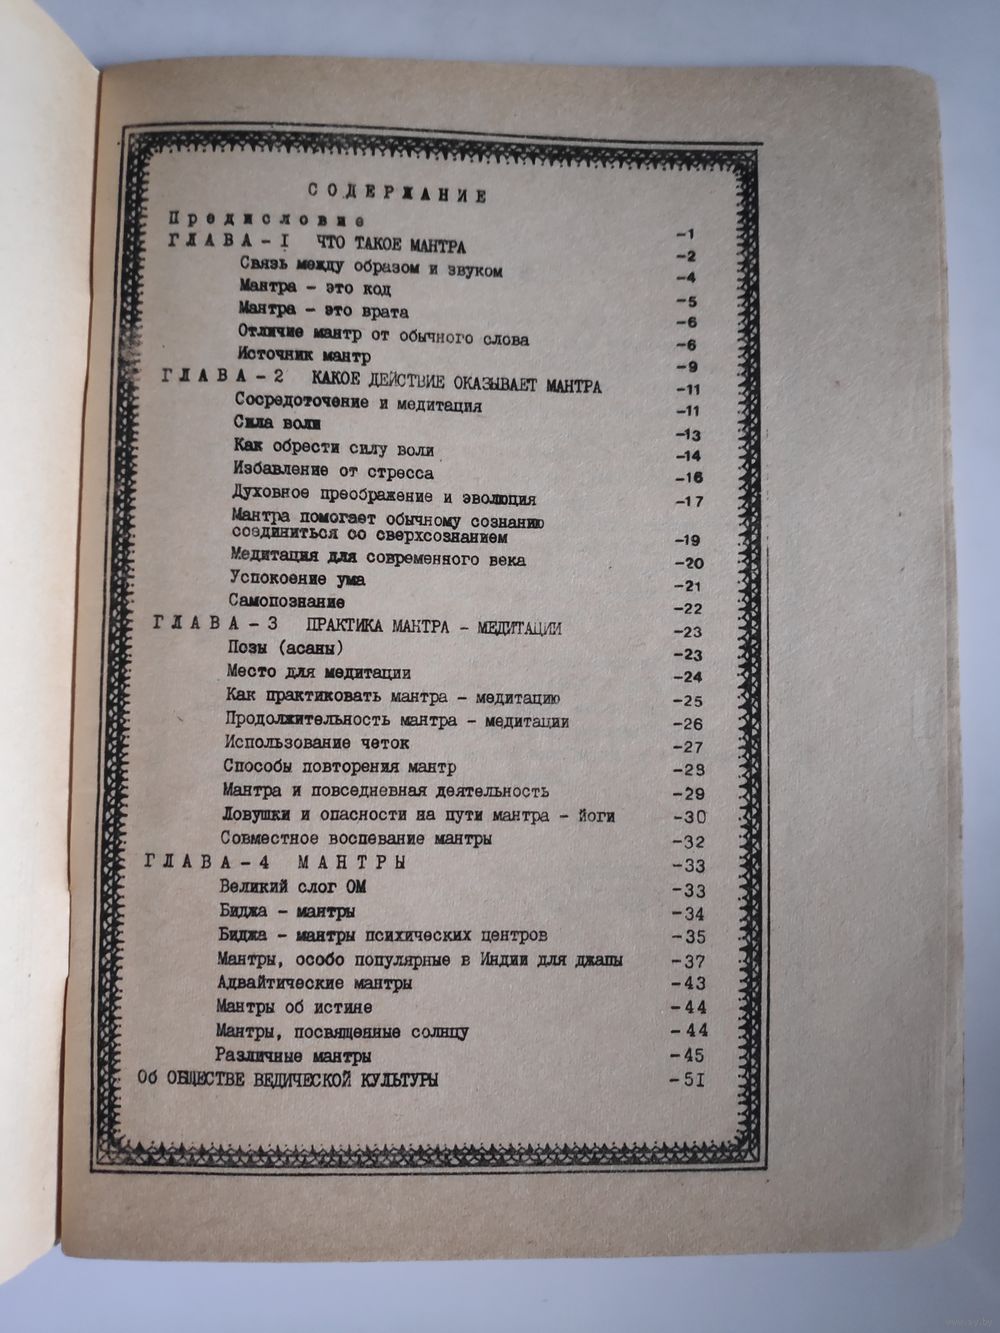 СОДЕРЖАНИЕ
Предисловие -1
ГЛАВА-I ЧТО ТАКОЕ МАНТРА -2
Связь между образом и звуком -4
Мантра - это код -5
Мантра - это врата -6
Отличие мантр от обычного слова -6
Источник мантр -9
ГЛАВА-2 КАКОЕ ДЕЙСТВИЕ ОКАЗЫВАЕТ МАНТРА -11
Сосредоточение и медитация -11
Сила воли -13
Как обрести силу воли -14
Избавление от стресса -16
Духовное преображение и эволюция -17
Мантра помогает обычному сознанию
соединиться со сверхсознанием -19
Медитация для современного века -20
Успокоение ума -21
Самопознание -22
ГЛАВА-3 ПРАКТИКА МАНТРА - МЕДИТАЦИИ -23
Позы (асаны) -23
Место для медитации -24
Как практиковать мантра - медитацию -25
Продолжительность мантра - медитации -26
Использование четок -27
Способы повторения мантр -28
Мантра и повседневная деятельность -29
Ловушки и опасности на пути мантра - йоги -30
Совместное воспевание мантры -32
ГЛАВА-4 МАНТРЫ -33
Великий слог ОМ -33
Биджа - мантры -34
Биджа - мантры психических центров -35
Мантры, особо популярные в Индии для джапы -37
Адвайтические мантры -43
Мантры об истине -44
Мантры, посвященные солнцу -44
Различные мантры -45
Об ОБЩЕСТВЕ ВЕДИЧЕСКОЙ КУЛЬТУРЫ -5I